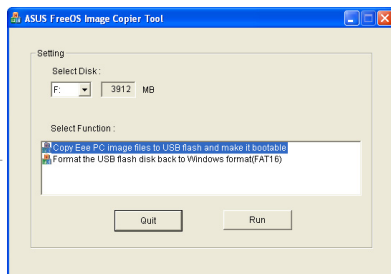 ASUS FreeOS Image Copier Tool
Setting
Select Disk :
F: 3912 MB
Select Function :
Copy Eee PC image files to USB flash and make it bootable
Format the USB flash disk back to Windows format(FAT16)
Quit Run